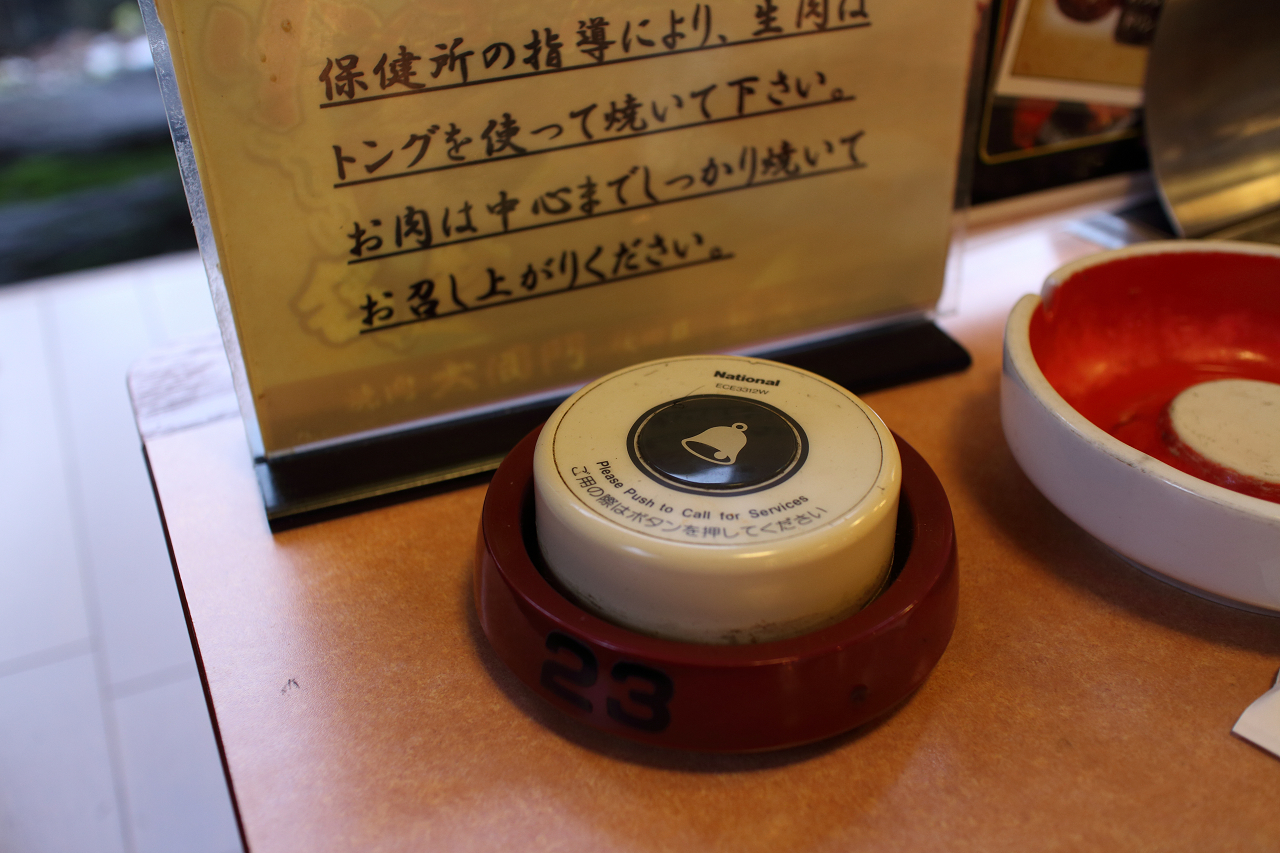 保健所の指導により、生肉は
トングを使って焼いて下さい。
お肉は中心までしっかり焼いて
お召し上がりください。
National
ECE3312W
Please Push to Call for Services
ご用の際はボタンを押してください
23